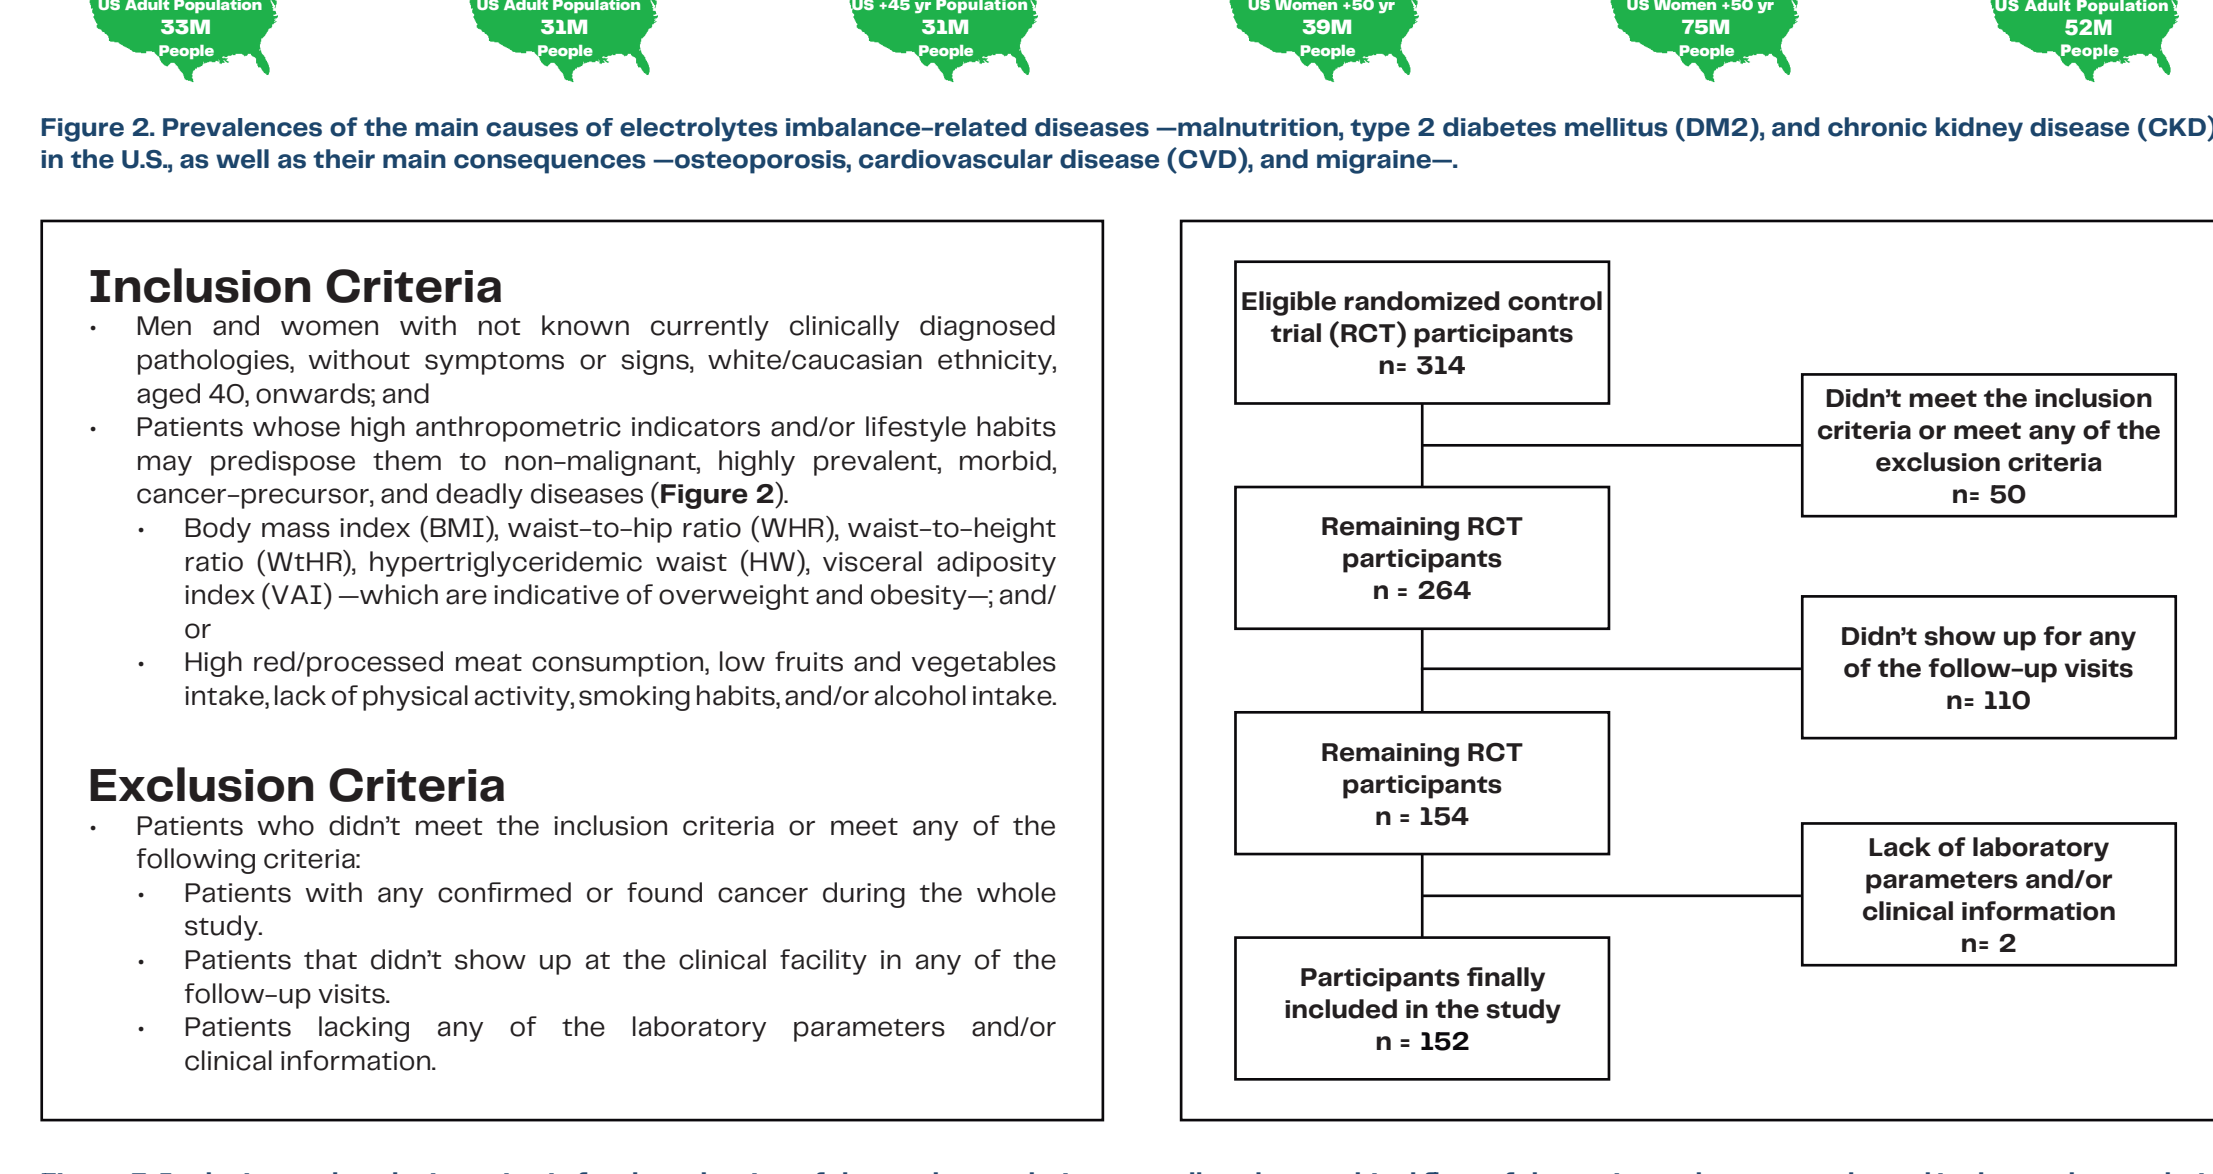 US Adult Population
33M
People
US Adult Population
31M
People
US +45 yr Population
31M
People
US Women +50 yr
39M
People
US Women +50 yr
75M
People
US Adult Population
52M
People
Figure 2. Prevalences of the main causes of electrolytes imbalance-related diseases —malnutrition, type 2 diabetes mellitus (DM2), and chronic kidney disease (CKD)
in the U.S., as well as their main consequences —osteoporosis, cardiovascular disease (CVD), and migraine—.
Inclusion Criteria
• Men and women with not known currently clinically diagnosed
pathologies, without symptoms or signs, white/caucasian ethnicity,
aged 40, onwards; and
• Patients whose high anthropometric indicators and/or lifestyle habits
may predispose them to non-malignant, highly prevalent, morbid,
cancer-precursor, and deadly diseases (Figure 2).
• Body mass index (BMI), waist-to-hip ratio (WHR), waist-to-height
ratio (WtHR), hypertriglyceridemic waist (HW), visceral adiposity
index (VAI) —which are indicative of overweight and obesity—; and/
or
• High red/processed meat consumption, low fruits and vegetables
intake, lack of physical activity, smoking habits, and/or alcohol intake.
Exclusion Criteria
• Patients who didn't meet the inclusion criteria or meet any of the
following criteria:
• Patients with any confirmed or found cancer during the whole
study.
• Patients that didn't show up at the clinical facility in any of the
follow-up visits.
• Patients lacking any of the laboratory parameters and/or
clinical information.
Eligible randomized control
trial (RCT) participants
n= 314
Didn't meet the inclusion
criteria or meet any of the
exclusion criteria
n= 50
Remaining RCT
participants
n = 264
Didn't show up for any
of the follow-up visits
n= 110
Remaining RCT
participants
n = 154
Lack of laboratory
parameters and/or
clinical information
n= 2
Participants finally
included in the study
n = 152